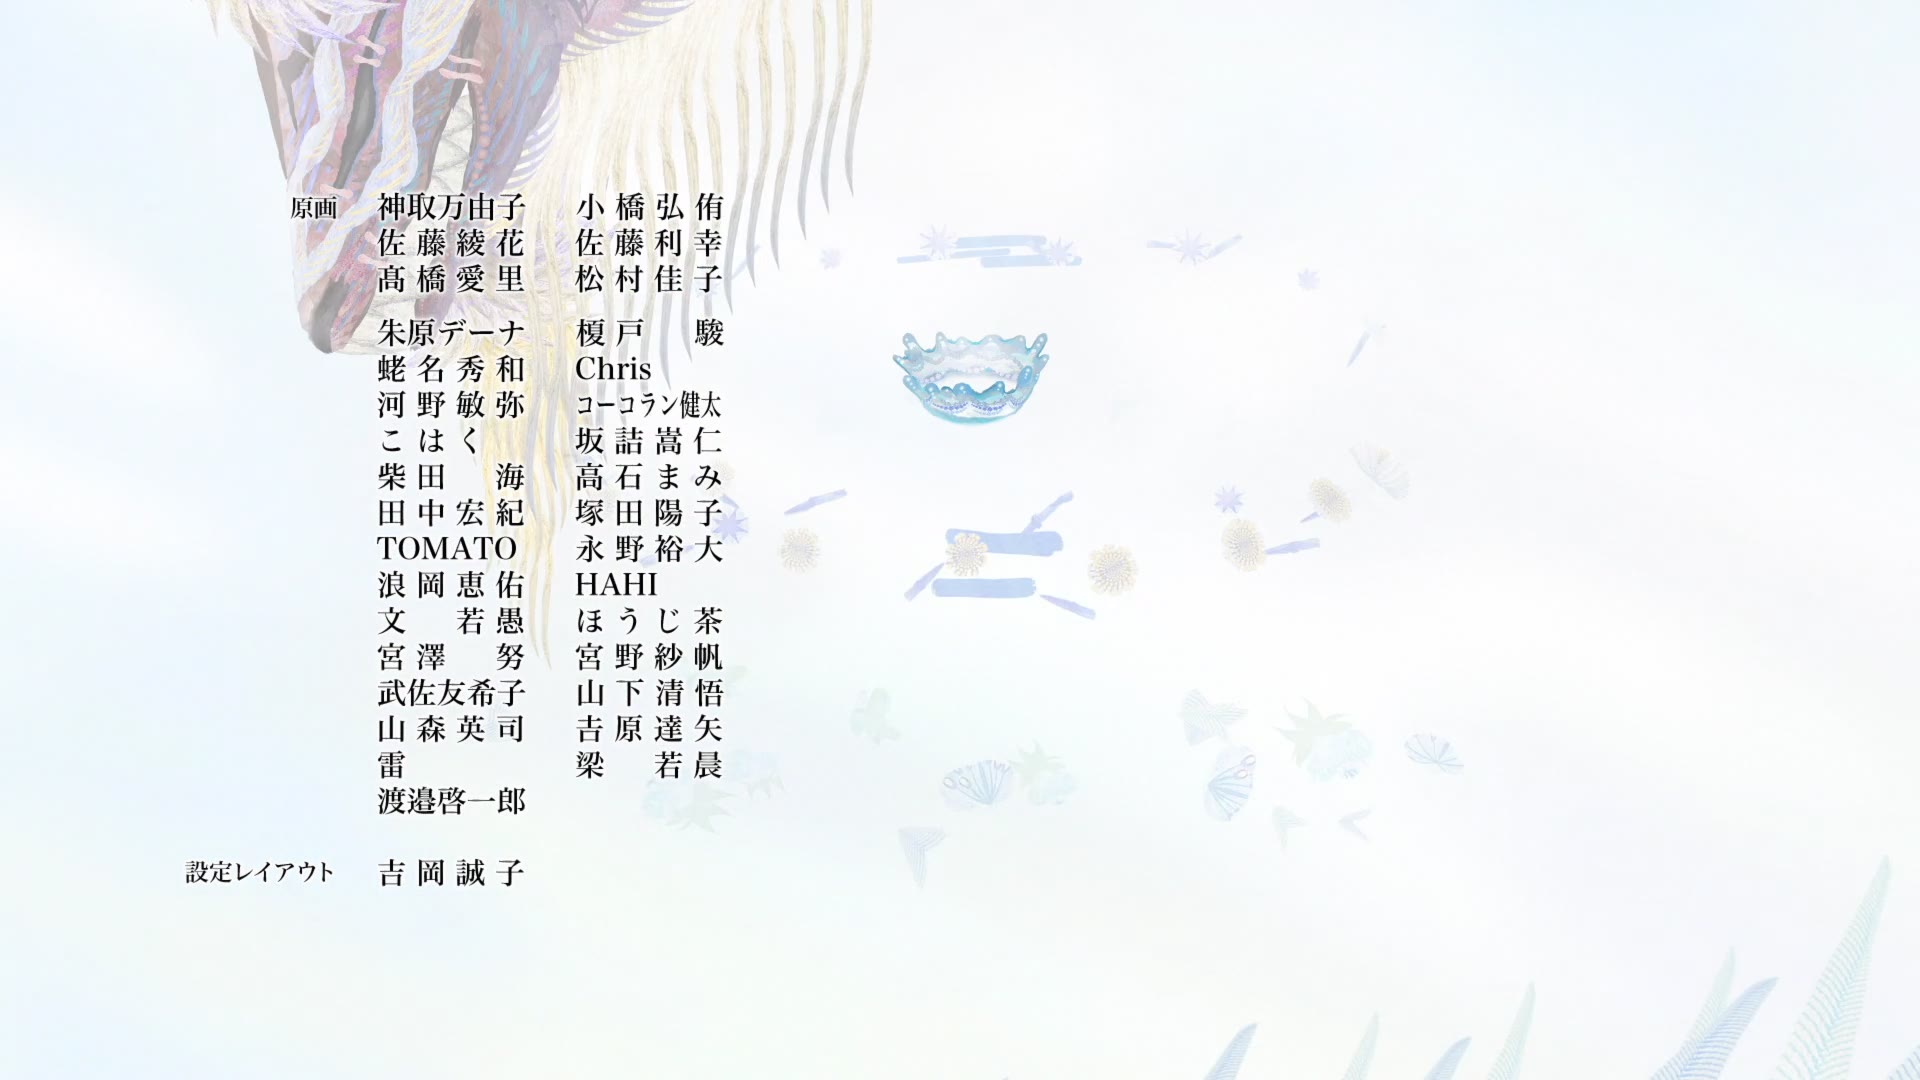 原画 神取万由子 小橋弘侑
佐藤綾花 佐藤利幸
髙橋愛里 松村佳子
朱原デーナ 榎戸 駿
蛯名秀和 Chris
河野敏弥 コーコラン健太
こはく 坂詰嵩仁
柴田 海 高石まみ
田中宏紀 塚田陽子
TOMATO 永野裕大
浪岡恵佑 HAHI
文 若愚 ほうじ茶
宮澤 努 宮野紗帆
武佐友希子 山下清悟
山森英司 𠮷原達矢
雷 梁 若晨
渡邉啓一郎
設定レイアウト 吉岡誠子